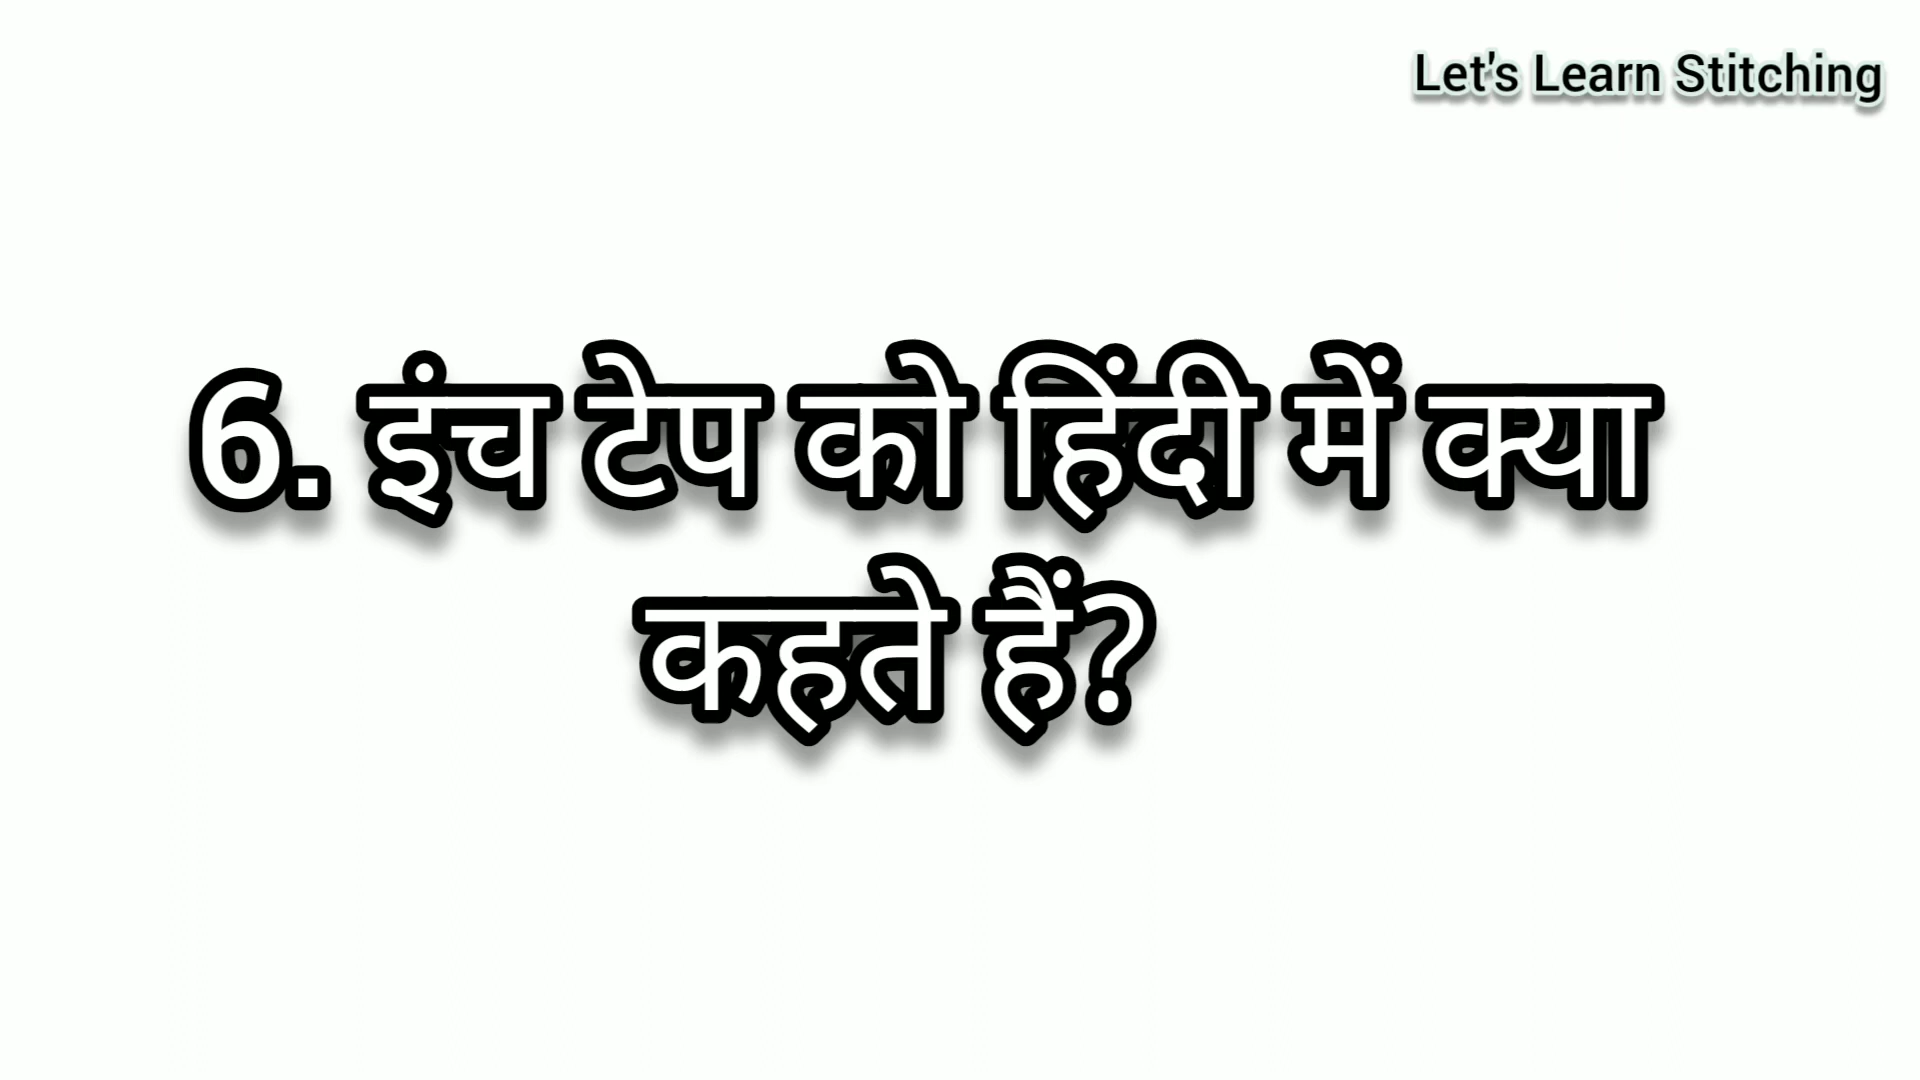 Let's Learn Stitching
6. इंच टेप को हिंदी में क्या
कहते हैं?